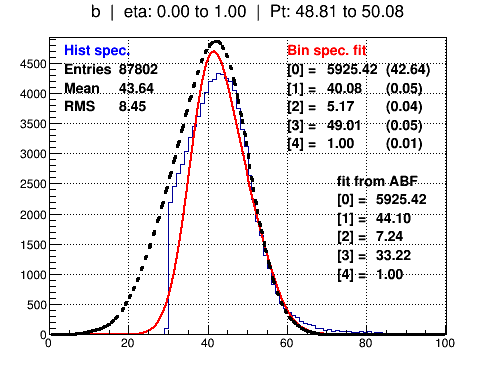 b | eta: 0.00 to 1.00 | Pt: 48.81 to 50.08
Hist spec.
Entries 87802
Mean 43.64
RMS 8.45
Bin spec. fit
[0] = 5925.42 (42.64)
[1] = 40.08 (0.05)
[2] = 5.17 (0.04)
[3] = 49.01 (0.05)
[4] = 1.00 (0.01)
fit from ABF
[0] = 5925.42
[1] = 44.10
[2] = 7.24
[3] = 33.22
[4] = 1.00
4500
4000
3500
3000
2500
2000
1500
1000
500
0
0 20 40 60 80 100